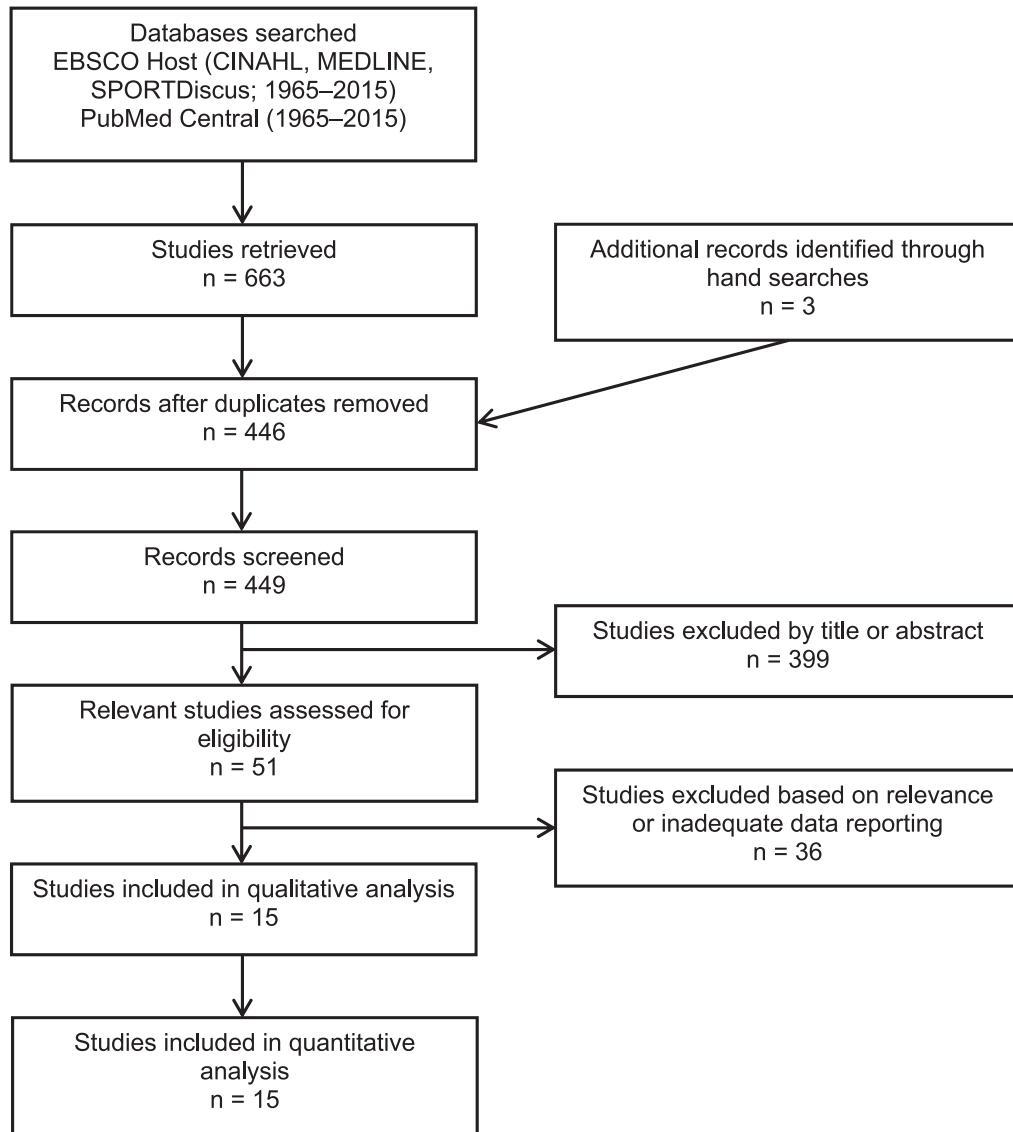 Databases searched
EBSCO Host (CINAHL, MEDLINE,
SPORTDiscus; 1965–2015)
PubMed Central (1965–2015)
Studies retrieved
n = 663
Additional records identified through
hand searches
n = 3
Records after duplicates removed
n = 446
Records screened
n = 449
Studies excluded by title or abstract
n = 399
Relevant studies assessed for
eligibility
n = 51
Studies excluded based on relevance
or inadequate data reporting
n = 36
Studies included in qualitative analysis
n = 15
Studies included in quantitative
analysis
n = 15